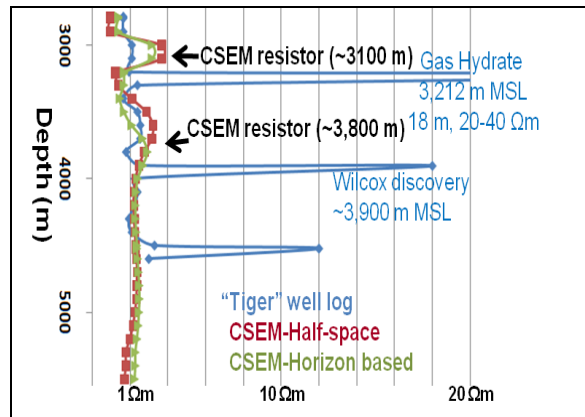 3000
CSEM resistor (~3100 m)
Gas Hydrate
3,212 m MSL
18 m, 20-40 Ωm
CSEM resistor (~3,800 m)
Depth (m)
4000
Wilcox discovery
~3,900 m MSL
5000
“Tiger” well log
CSEM-Half-space
CSEM-Horizon based
1 Ωm
10 Ωm
20 Ωm